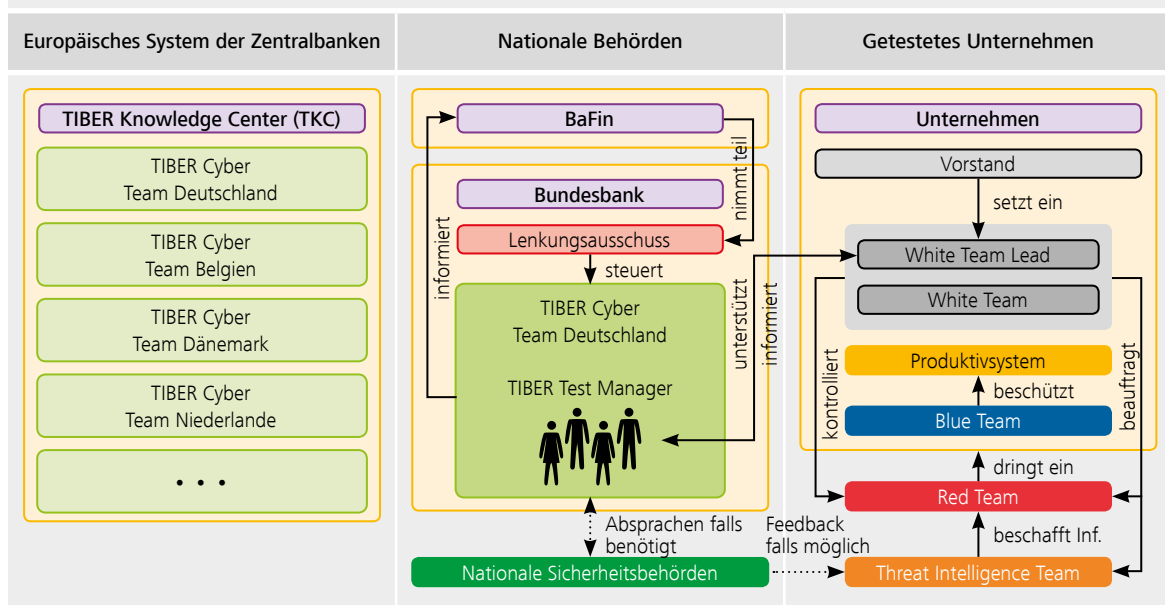 Europäisches System der Zentralbanken
Nationale Behörden
Getestetes Unternehmen
TIBER Knowledge Center (TKC)
TIBER Cyber
Team Deutschland
TIBER Cyber
Team Belgien
TIBER Cyber
Team Dänemark
TIBER Cyber
Team Niederlande
• • •
BaFin
nimmt teil
informiert
Bundesbank
Lenkungsausschuss
steuert
TIBER Cyber
Team Deutschland
TIBER Test Manager
unterstützt
informiert
Absprachen falls
benötigt
Nationale Sicherheitsbehörden
Feedback
falls möglich
Unternehmen
Vorstand
setzt ein
White Team Lead
White Team
kontrolliert
beauftragt
Produktivsystem
beschützt
Blue Team
dringt ein
Red Team
beschafft Inf.
Threat Intelligence Team